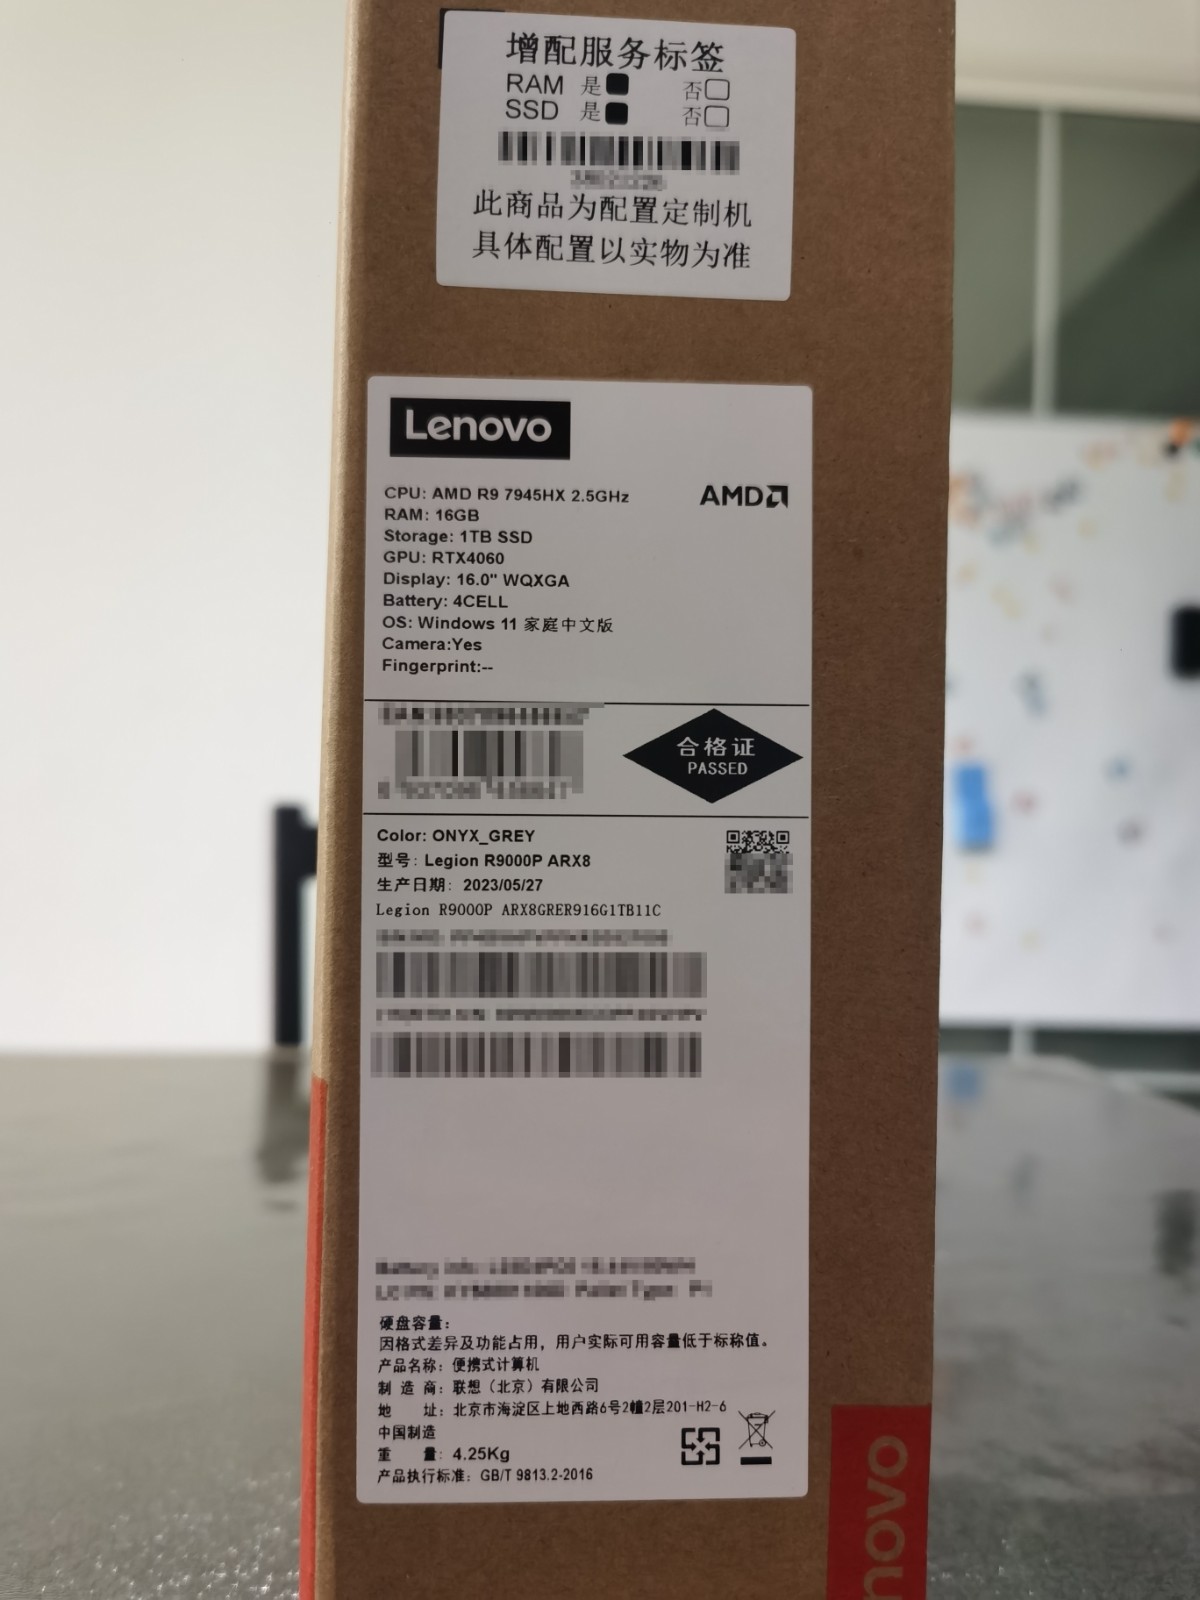 增配服务标签
RAM 是 否
SSD 是 否
此商品为配置定制机
具体配置以实物为准
Lenovo
CPU: AMD R9 7945HX 2.5GHz
AMD
RAM: 16GB
Storage: 1TB SSD
GPU: RTX4060
Display: 16.0" WQXGA
Battery: 4CELL
OS: Windows 11 家庭中文版
Camera:Yes
Fingerprint:--
合格证
PASSED
Color: ONYX_GREY
型号: Legion R9000P ARX8
生产日期: 2023/05/27
Legion R9000P ARX8GRER916G1TB11C
硬盘容量:
因格式差异及功能占用，用户实际可用容量低于标称值。
产品名称: 便携式计算机
制 造 商: 联想（北京）有限公司
地 址: 北京市海淀区上地西路6号2幢2层201-H2-6
中国制造
重 量: 4.25Kg
产品执行标准: GB/T 9813.2-2016
novo